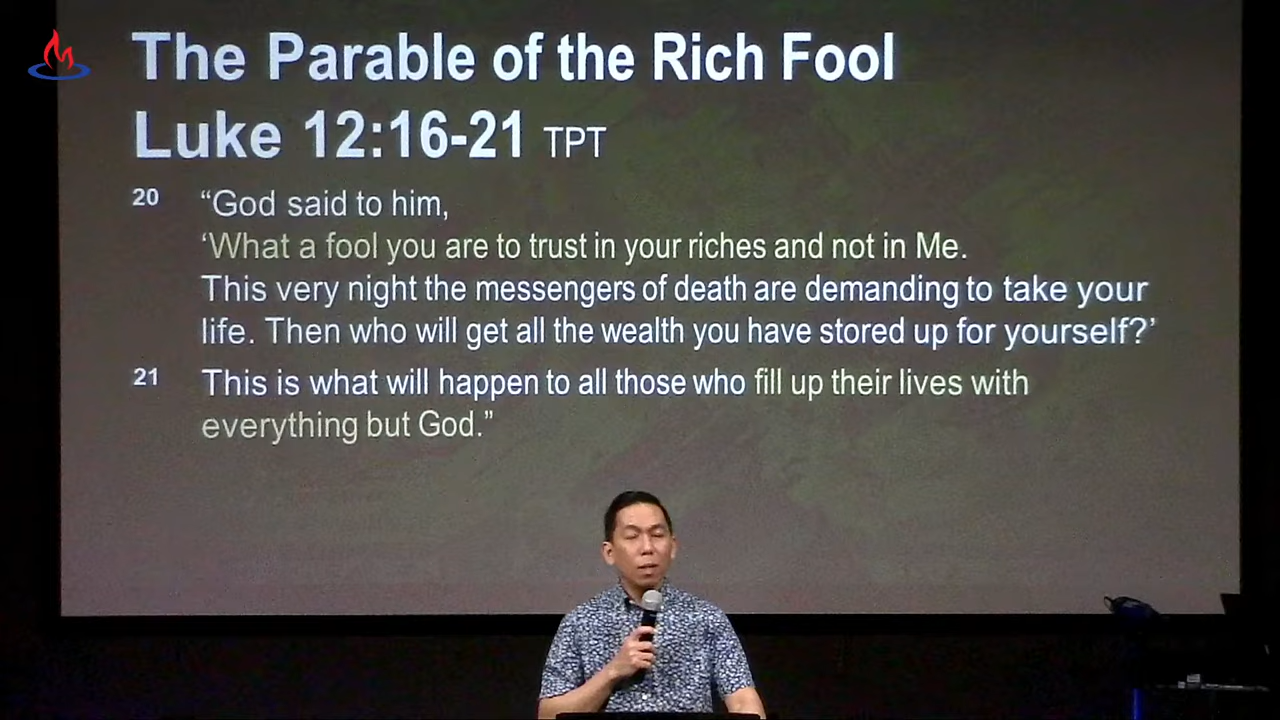 The Parable of the Rich Fool
Luke 12:16-21 TPT
20 “God said to him,
‘What a fool you are to trust in your riches and not in Me.
This very night the messengers of death are demanding to take your
life. Then who will get all the wealth you have stored up for yourself?’
21 This is what will happen to all those who fill up their lives with
everything but God.”